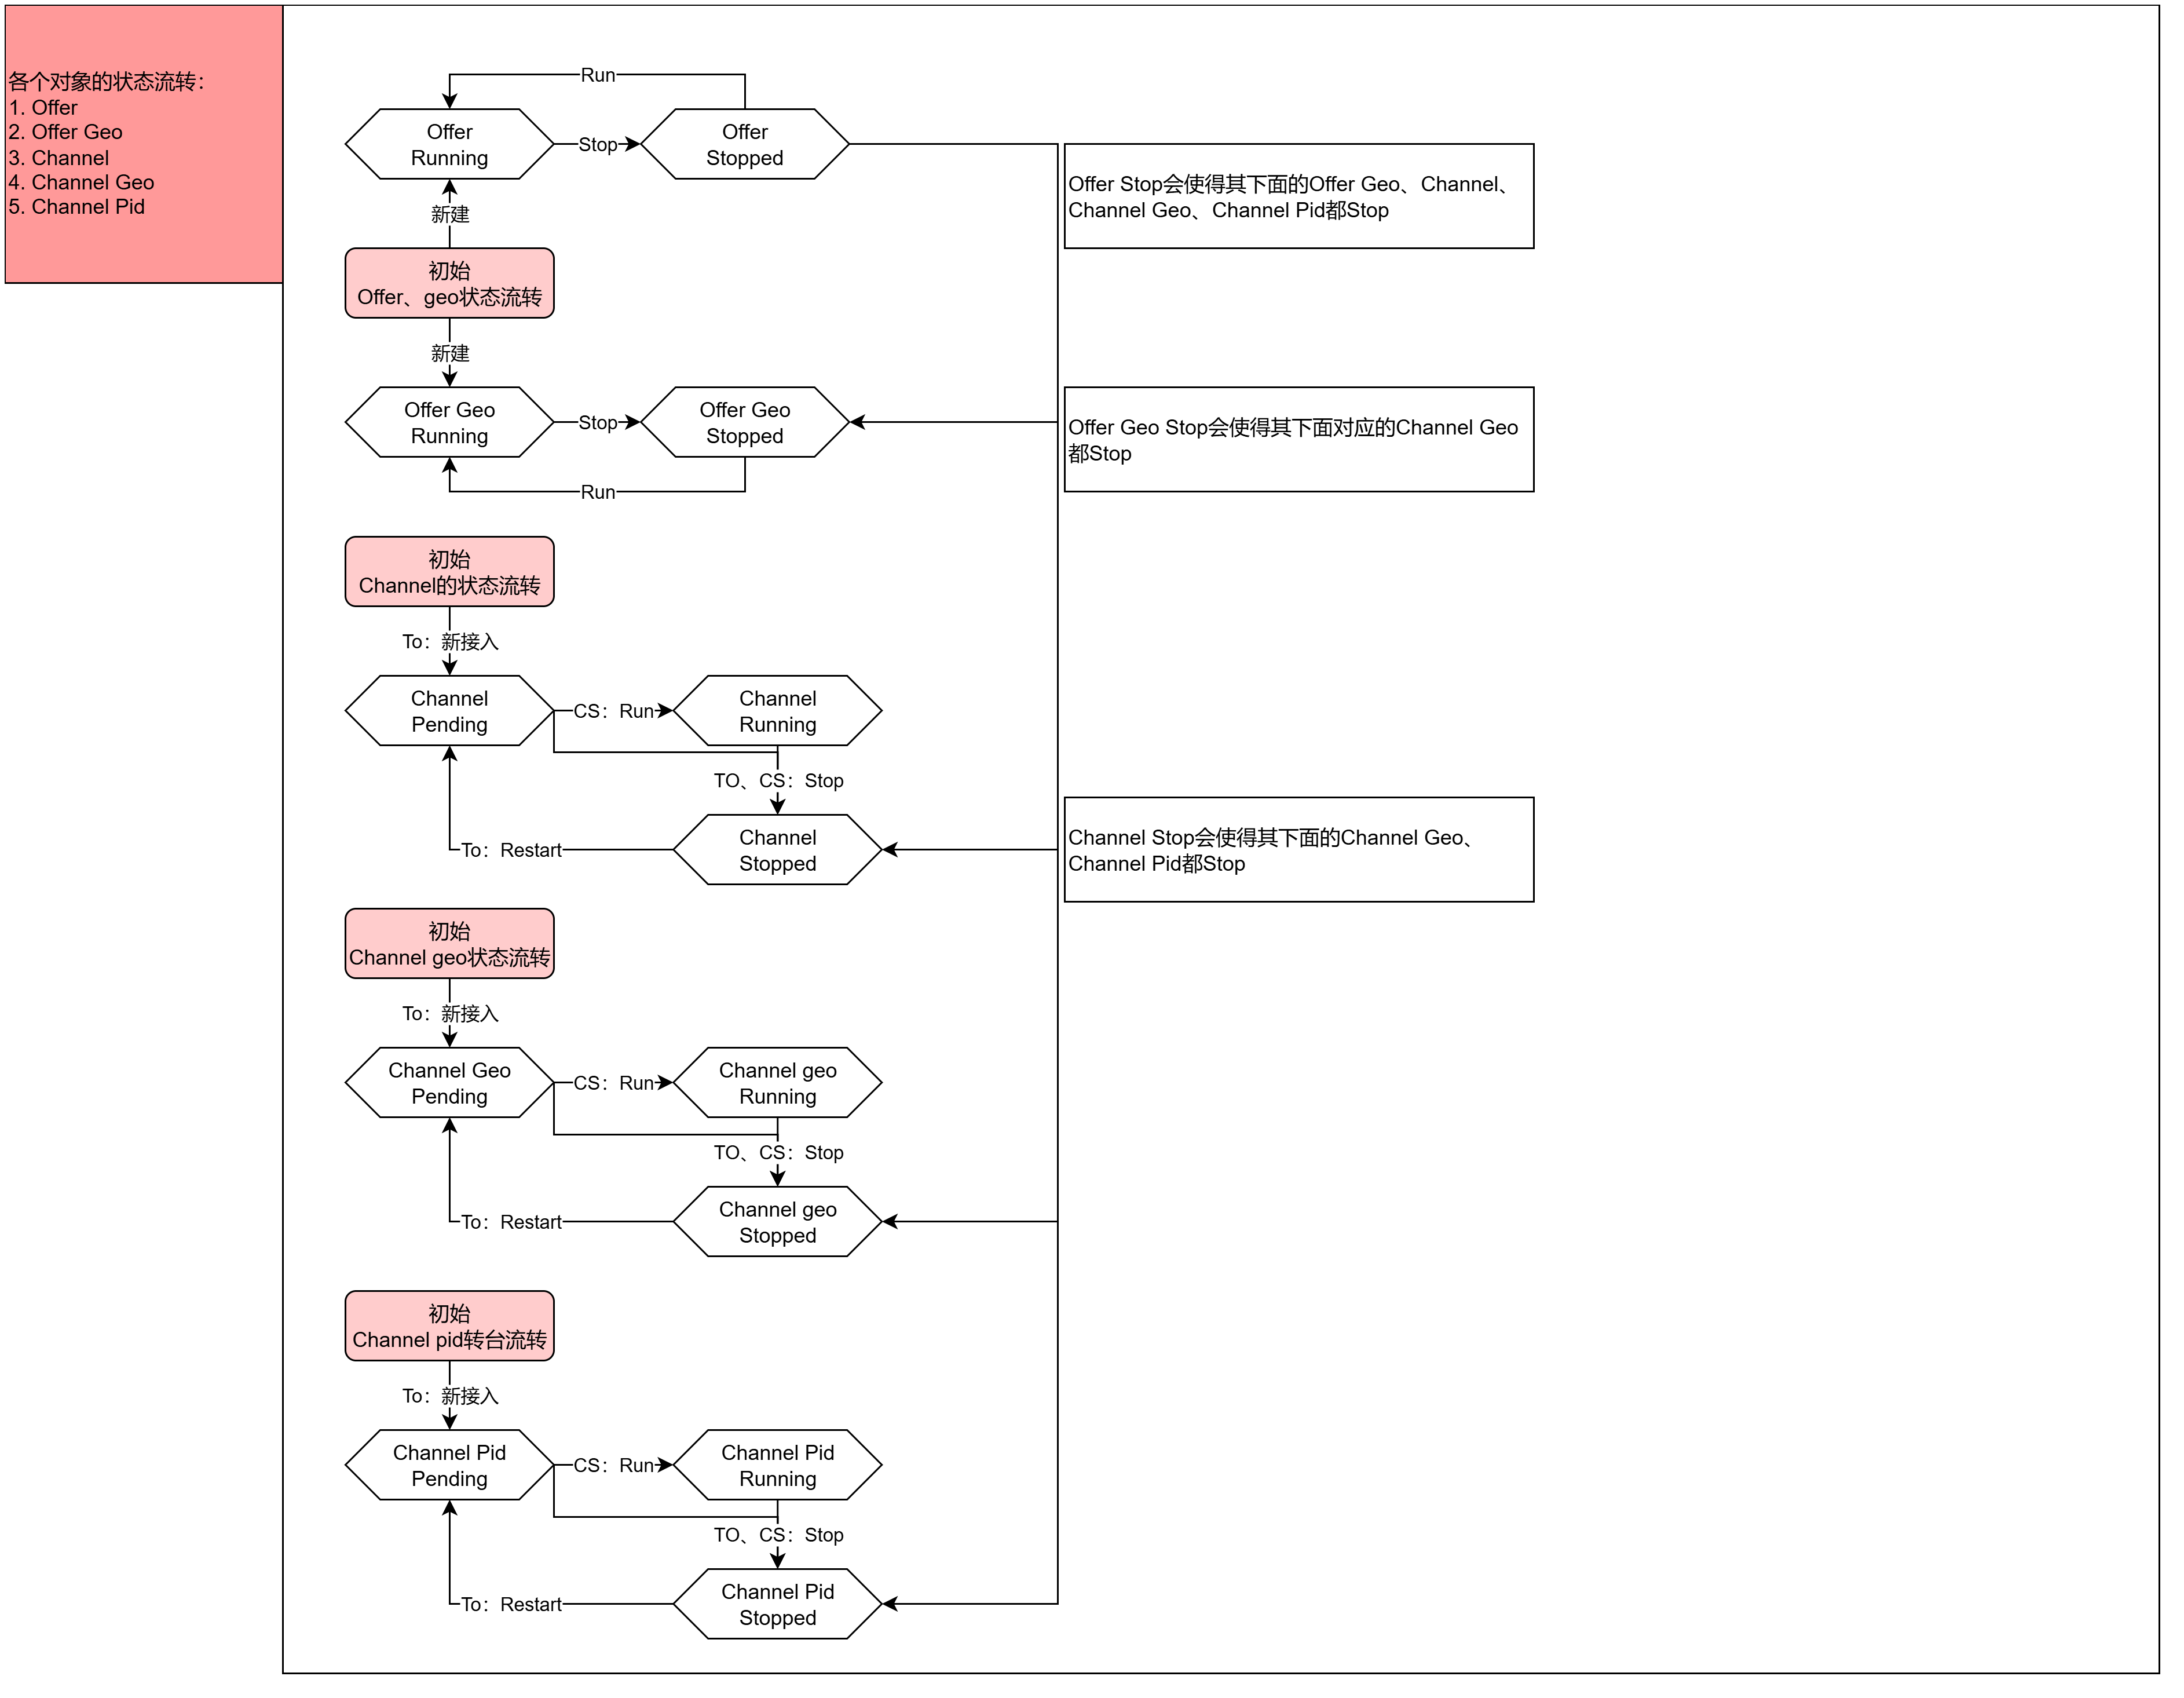 各个对象的状态流转：
1. Offer
2. Offer Geo
3. Channel
4. Channel Geo
5. Channel Pid
Run
Offer
Running
Stop
Offer
Stopped
Offer Stop会使得其下面的Offer Geo、Channel、
Channel Geo、Channel Pid都Stop
新建
初始
Offer、geo状态流转
新建
Offer Geo
Running
Stop
Offer Geo
Stopped
Offer Geo Stop会使得其下面对应的Channel Geo
都Stop
Run
初始
Channel的状态流转
To：新接入
Channel
Pending
CS：Run
Channel
Running
TO、CS：Stop
To：Restart
Channel
Stopped
Channel Stop会使得其下面的Channel Geo、
Channel Pid都Stop
初始
Channel geo状态流转
To：新接入
Channel Geo
Pending
CS：Run
Channel geo
Running
TO、CS：Stop
To：Restart
Channel geo
Stopped
初始
Channel pid转台流转
To：新接入
Channel Pid
Pending
CS：Run
Channel Pid
Running
TO、CS：Stop
To：Restart
Channel Pid
Stopped